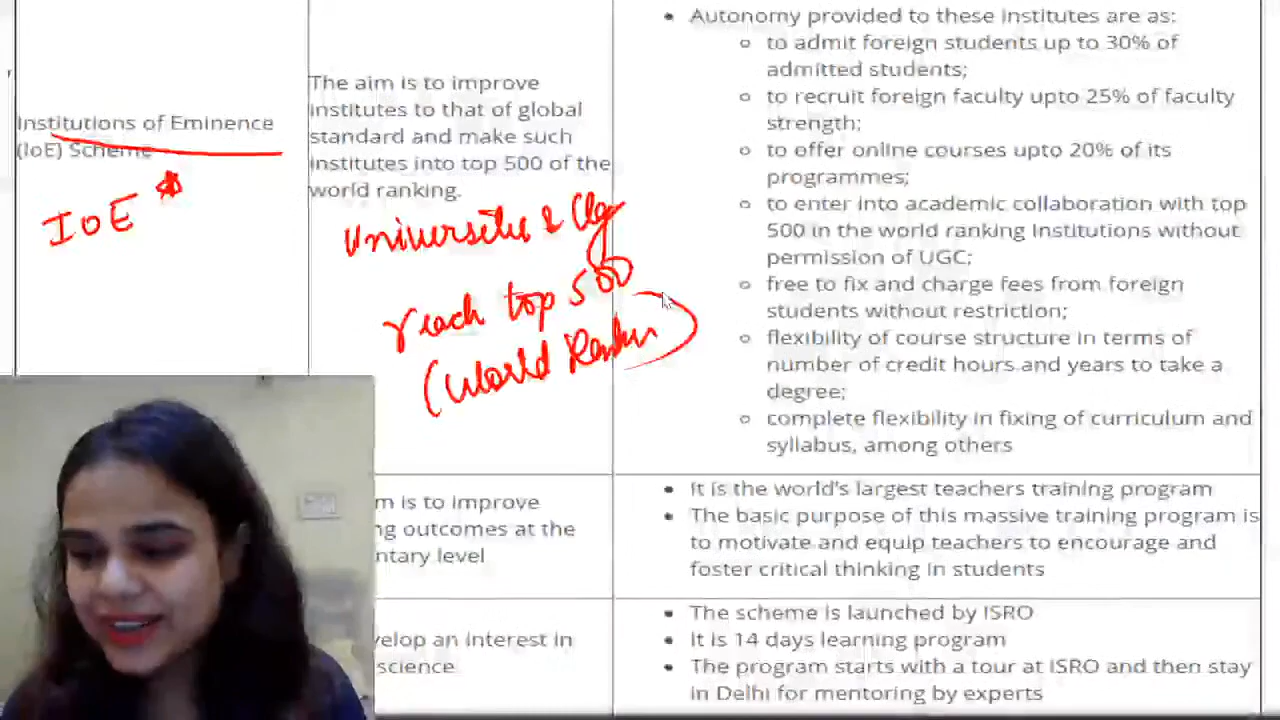 Institutions of Eminence
(IoE) Scheme
IoE
The aim is to improve
institutes to that of global
standard and make such
institutes into top 500 of the
world ranking.
Universities & Clg
reach top 500
(World
Autonomy provided to these institutes are as:
to admit foreign students up to 30% of
admitted students;
to recruit foreign faculty upto 25% of faculty
strength;
to offer online courses upto 20% of its
programmes;
to enter into academic collaboration with top
500 in the world ranking Institutions without
permission of UGC;
free to fix and charge fees from foreign
students without restriction;
flexibility of course structure in terms of
number of credit hours and years to take a
degree;
complete flexibility in fixing of curriculum and
syllabus, among others
m is to improve
ng outcomes at the
ntary level
It is the world's largest teachers training program
The basic purpose of this massive training program is
to motivate and equip teachers to encourage and
foster critical thinking in students
velop an interest in
science
The scheme is launched by ISRO
It is 14 days learning program
The program starts with a tour at ISRO and then stay
in Delhi for mentoring by experts